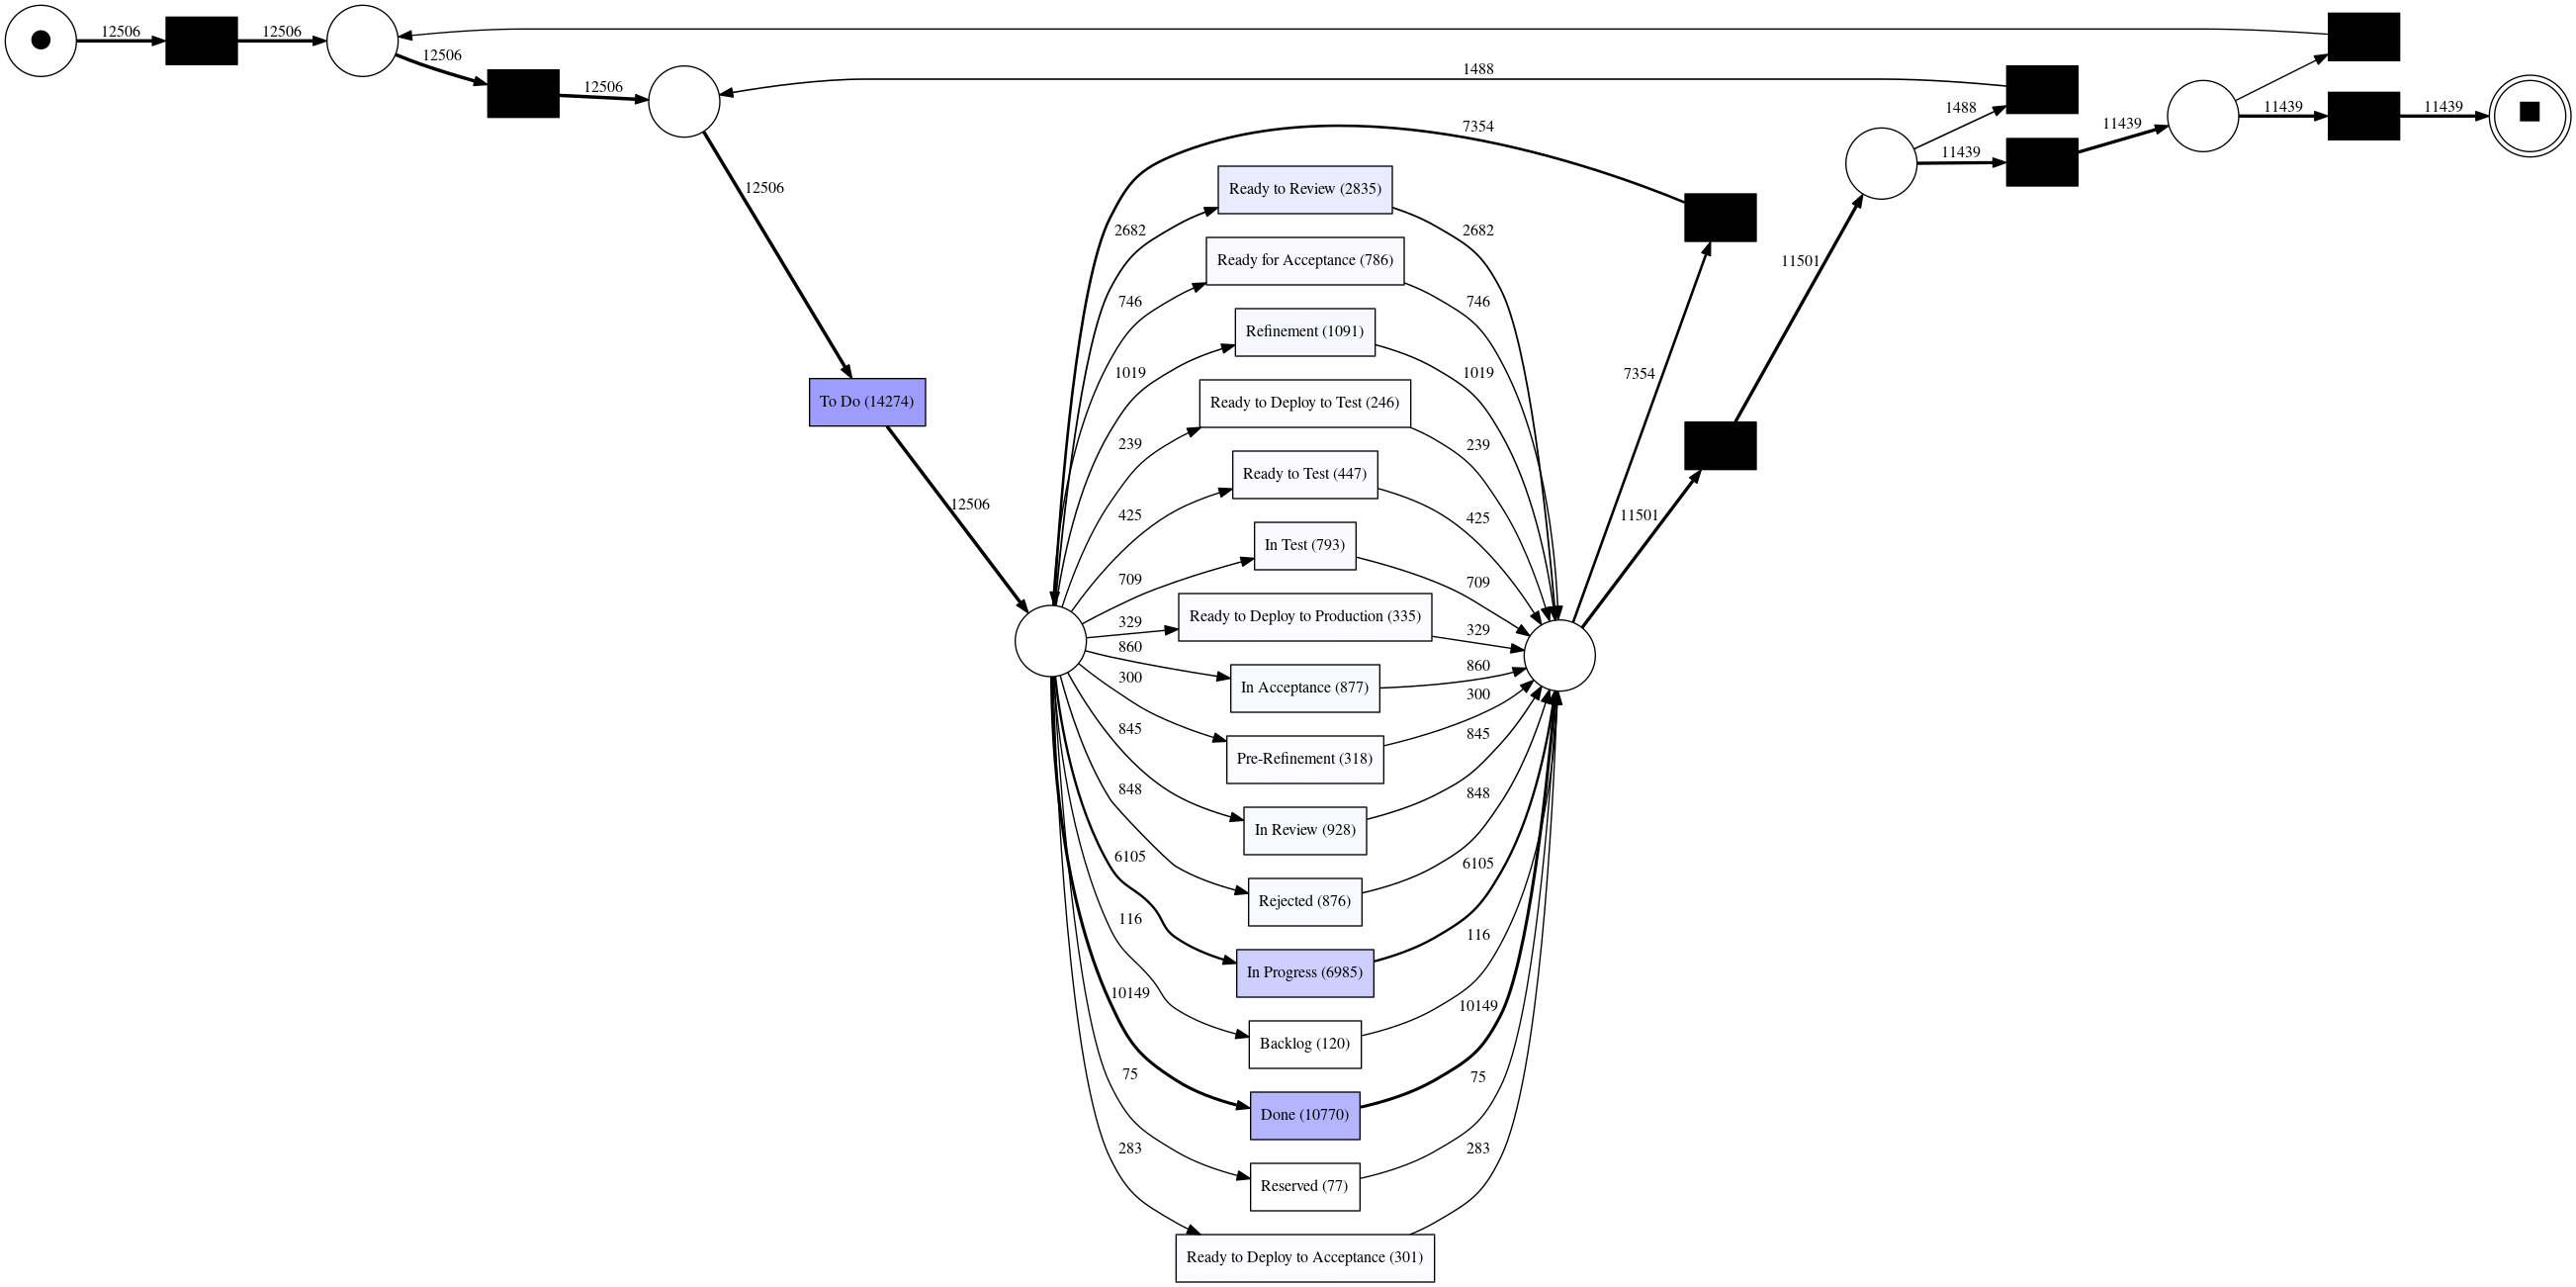 12506
12506
12506
12506
1488
7354
1488
11439
11439
11439
11439
12506
Ready to Review (2835)
2682
2682
Ready for Acceptance (786)
11501
746
746
Refinement (1091)
1019
1019
7354
To Do (14274)
Ready to Deploy to Test (246)
239
239
Ready to Test (447)
12506
425
425
11501
In Test (793)
709
709
Ready to Deploy to Production (335)
329
329
860
860
In Acceptance (877)
300
300
845
845
Pre-Refinement (318)
848
848
In Review (928)
6105
6105
Rejected (876)
116
116
In Progress (6985)
10149
10149
Backlog (120)
75
75
Done (10770)
283
283
Reserved (77)
Ready to Deploy to Acceptance (301)